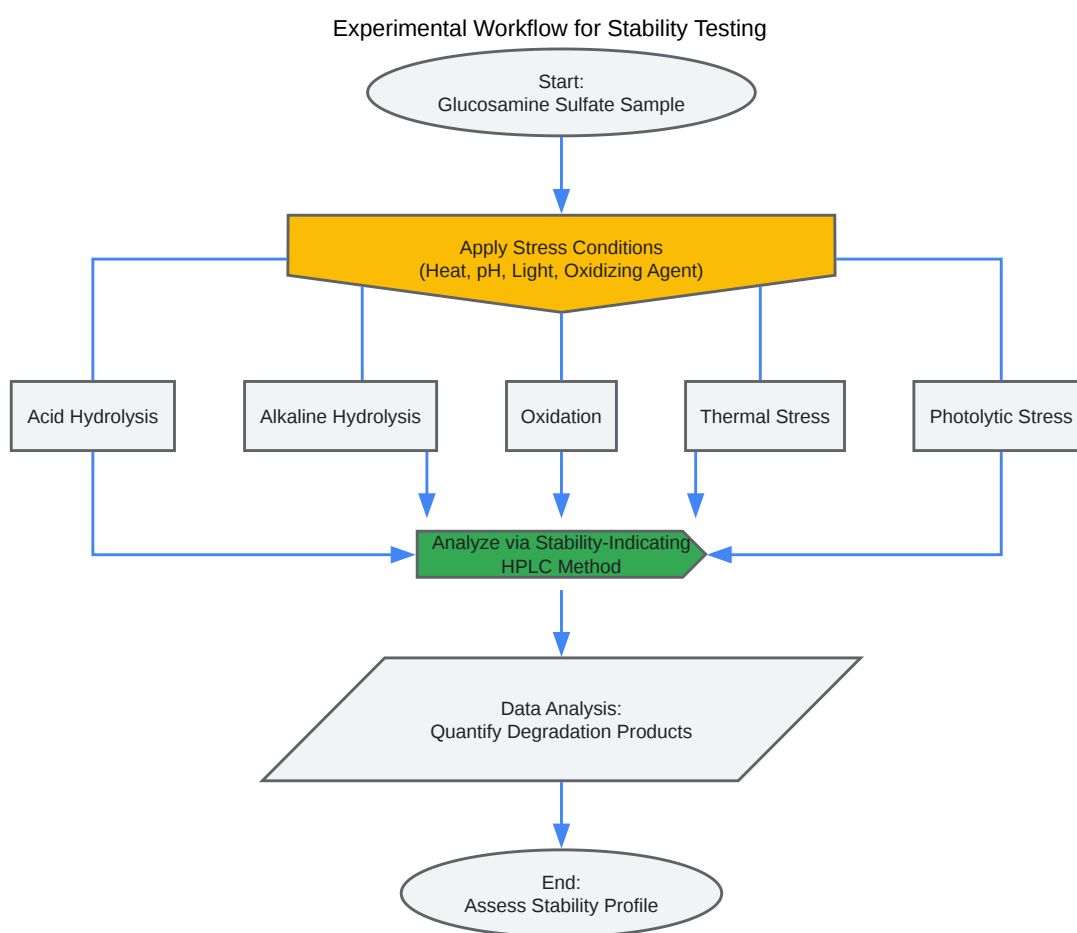 Experimental Workflow for Stability Testing
Start:
Glucosamine Sulfate Sample
Apply Stress Conditions
(Heat, pH, Light, Oxidizing Agent)
Acid Hydrolysis
Alkaline Hydrolysis
Oxidation
Thermal Stress
Photolytic Stress
Analyze via Stability-Indicating
HPLC Method
Data Analysis:
Quantify Degradation Products
End:
Assess Stability Profile